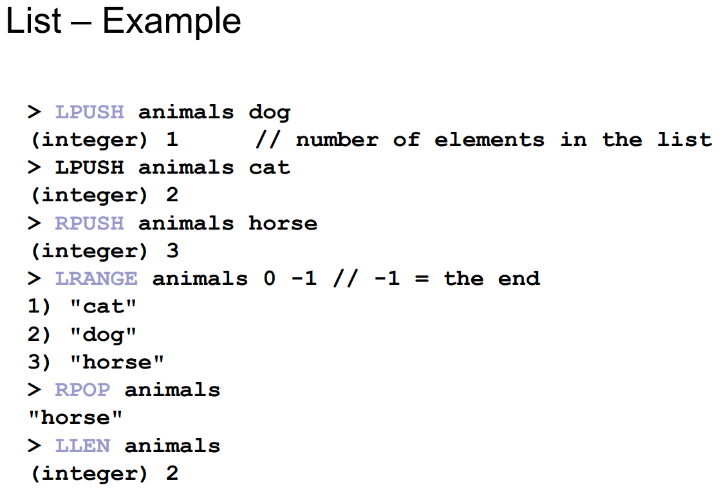 List – Example
> LPUSH animals dog
(integer) 1 // number of elements in the list
> LPUSH animals cat
(integer) 2
> RPUSH animals horse
(integer) 3
> LRANGE animals 0 -1 // -1 = the end
1) "cat"
2) "dog"
3) "horse"
> RPOP animals
"horse"
> LLEN animals
(integer) 2